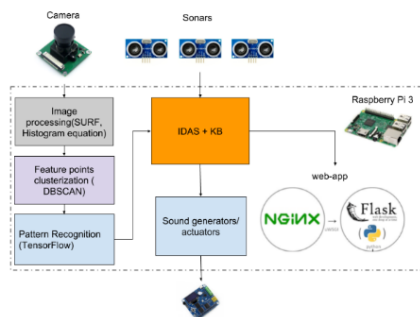 Camera
Sonars
Image
processing(SURF,
Histogram equation)
Feature points
clusterization (
DBSCAN)
Pattern Recognition
(TensorFlow)
IDAS + KB
Sound generators/
actuators
Raspberry Pi 3
web-app
NGINX
Flask
python